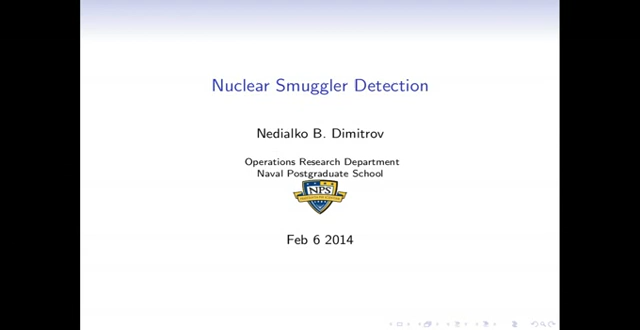 Nuclear Smuggler Detection
Nedialko B. Dimitrov
Operations Research Department
Naval Postgraduate School
NPS
Feb 6 2014